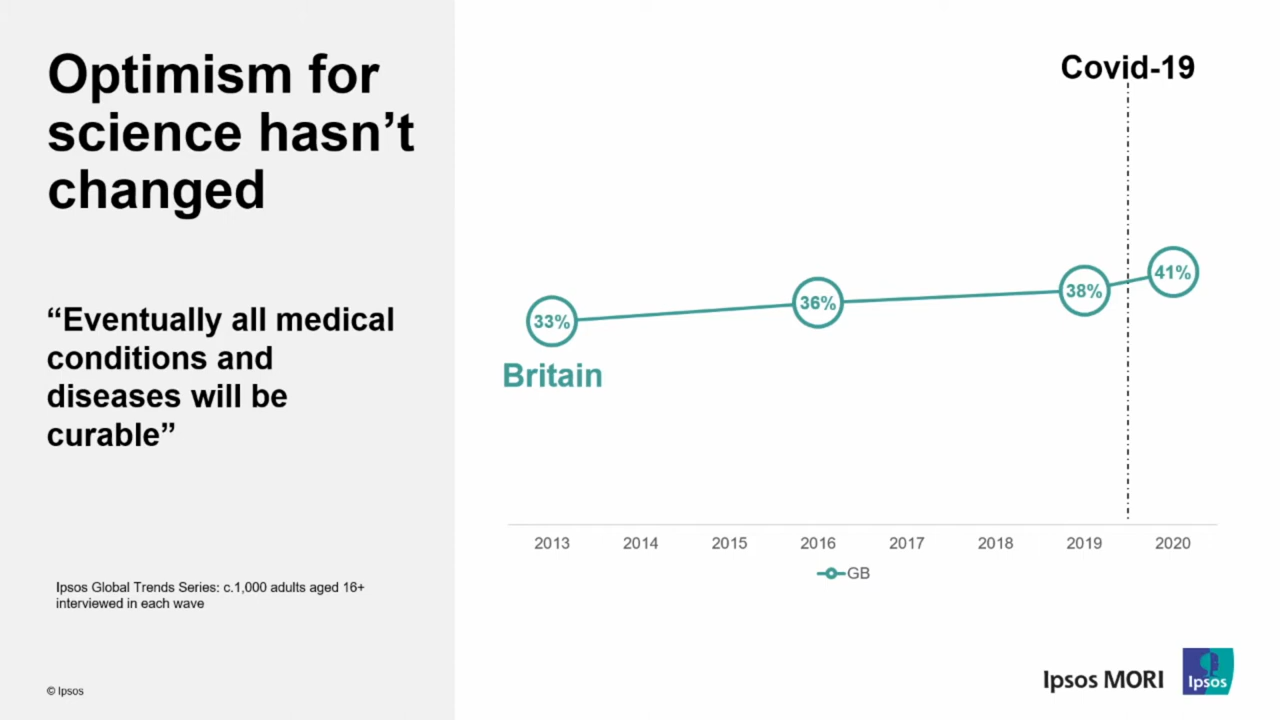 Optimism for
science hasn’t
changed
“Eventually all medical
conditions and
diseases will be
curable”
Ipsos Global Trends Series: c.1,000 adults aged 16+
interviewed in each wave
© Ipsos
Covid-19
33%
36%
38%
41%
Britain
2013 2014 2015 2016 2017 2018 2019 2020
GB
Ipsos MORI
Ipsos